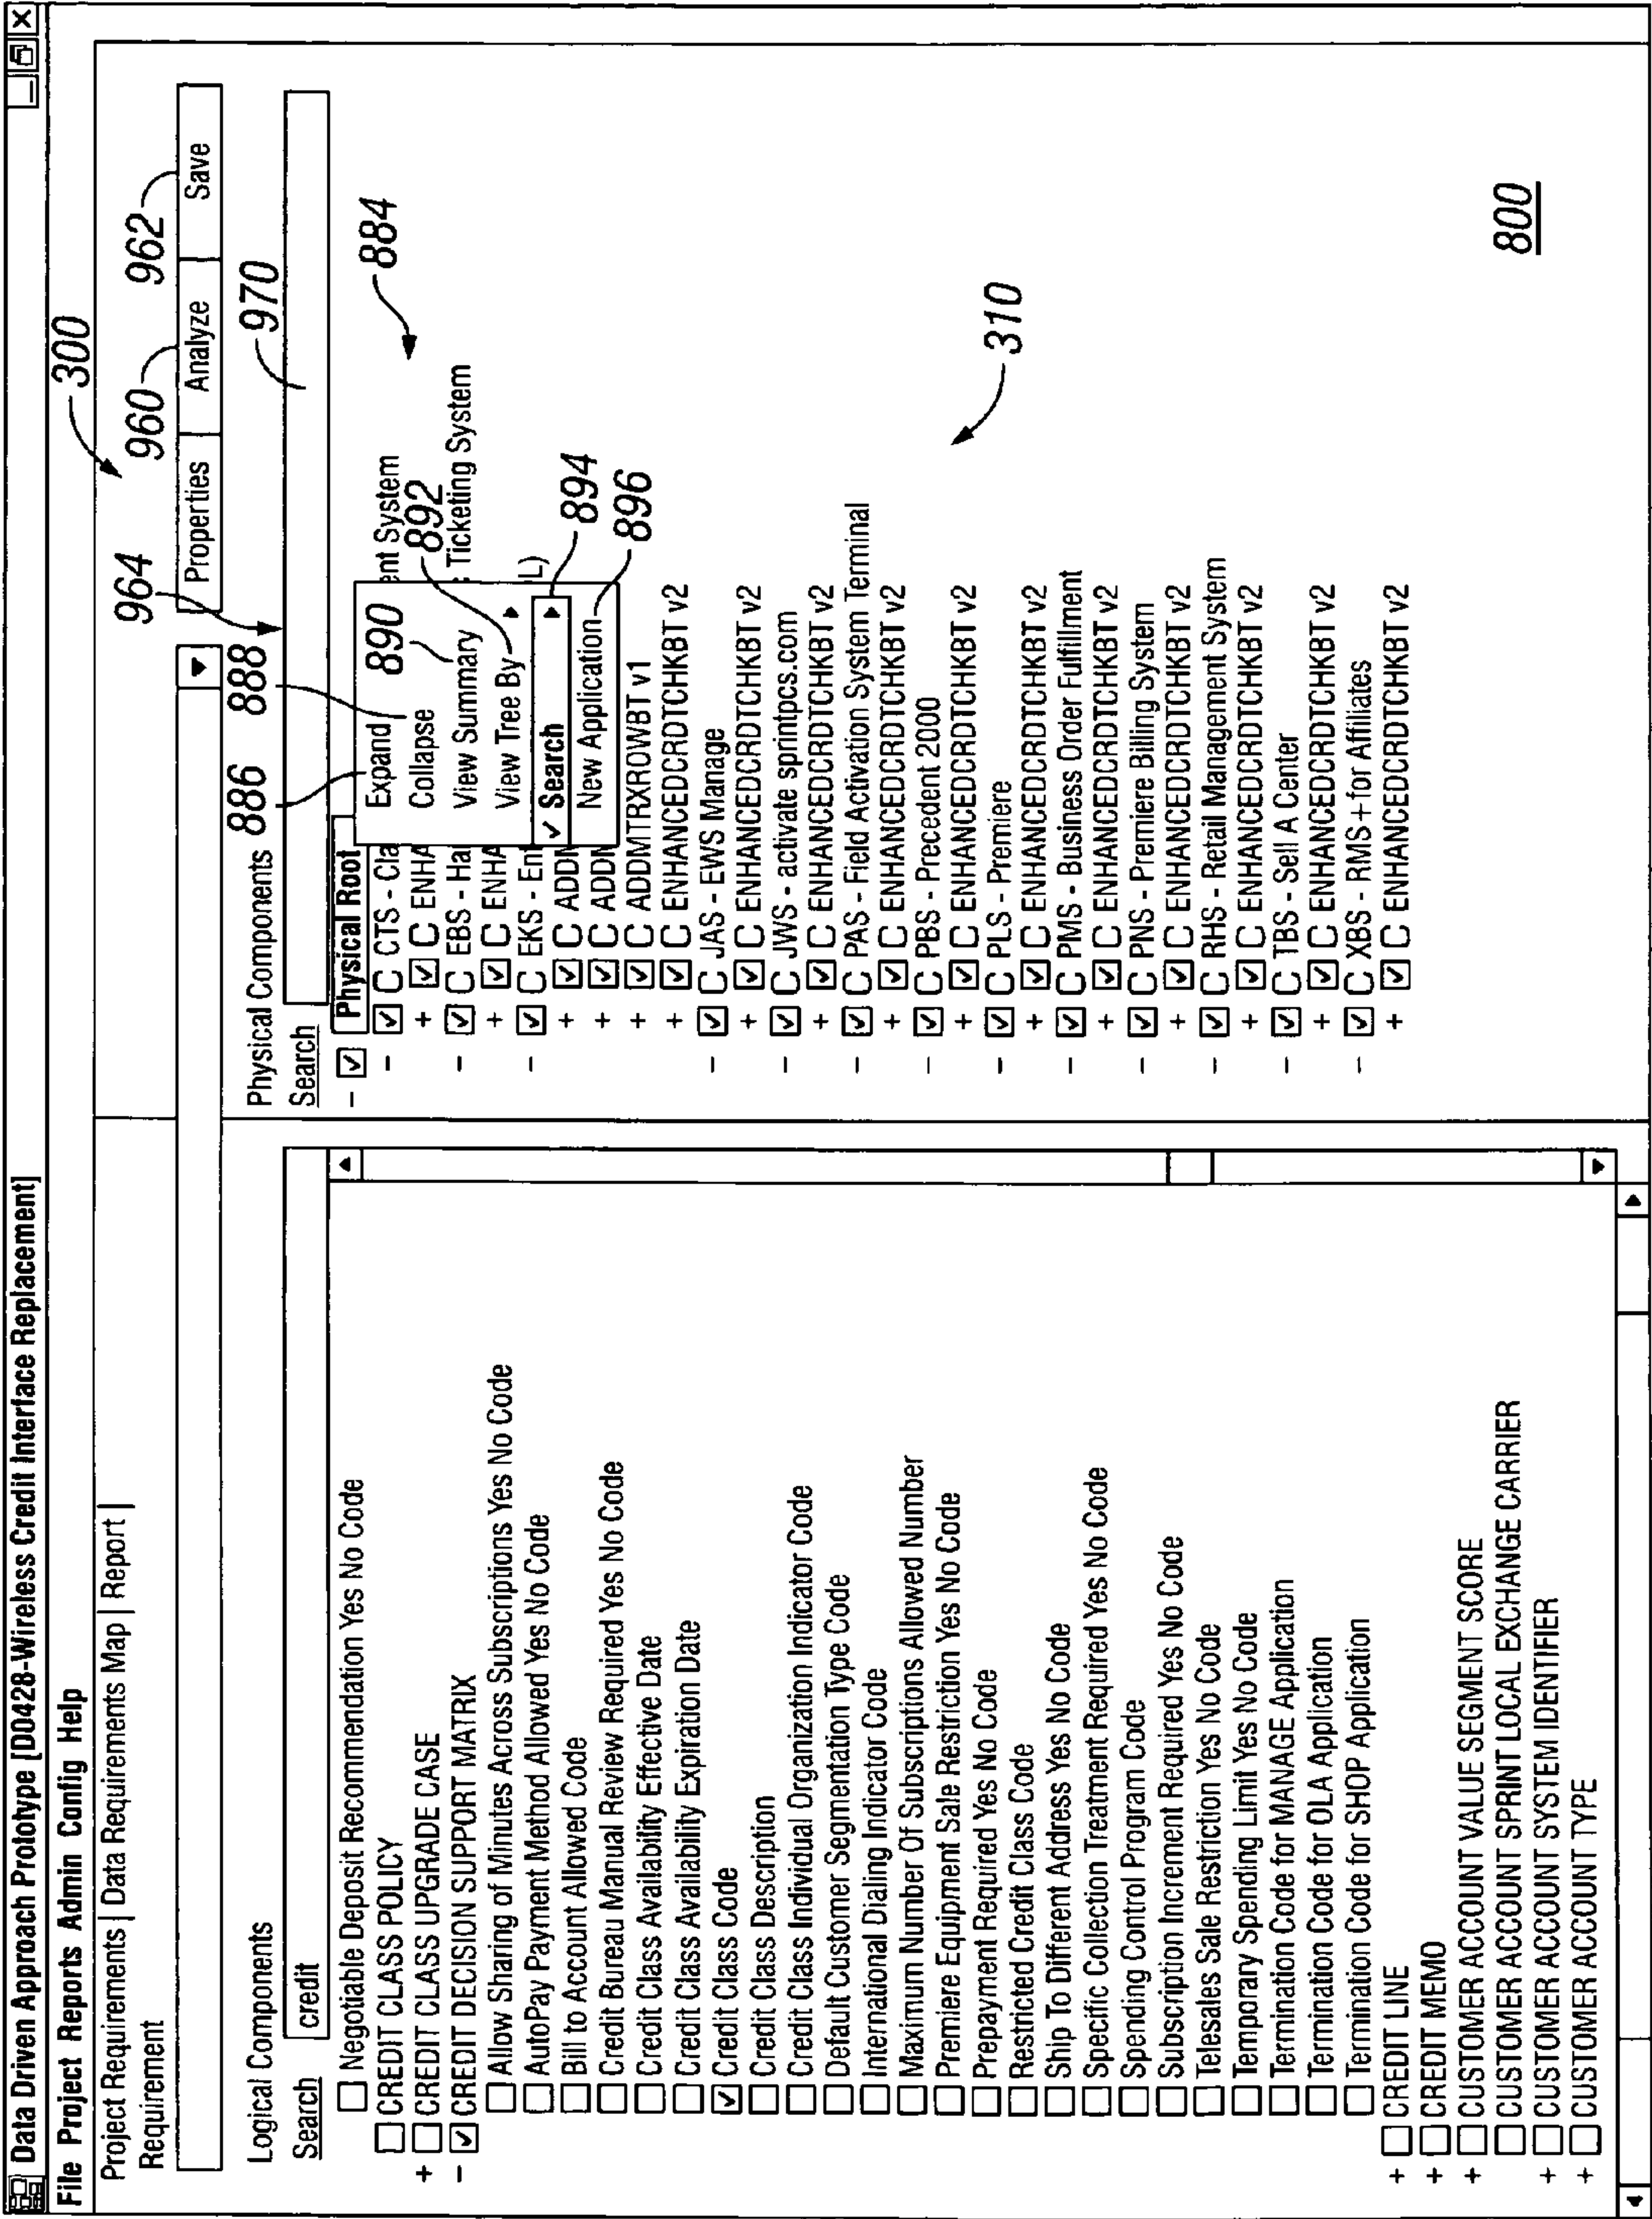 Data Driven Approach Prototype [D0428-Wireless Credit Interface Replacement]
File Project Reports Admin Config Help
300
Project Requirements | Data Requirements Map | Report |
964 960 962
Requirement
Properties Analyze Save
886 888 970
Logical Components
Search credit
Negotiable Deposit Recommendation Yes No Code
CREDIT CLASS POLICY
+ CREDIT CLASS UPGRADE CASE
- CREDIT DECISION SUPPORT MATRIX
Allow Sharing of Minutes Across Subscriptions Yes No Code
AutoPay Payment Method Allowed Yes No Code
Bill to Account Allowed Code
Credit Bureau Manual Review Required Yes No Code
Credit Class Availability Effective Date
Credit Class Availability Expiration Date
Credit Class Code
Credit Class Description
Credit Class Individual Organization Indicator Code
Default Customer Segmentation Type Code
International Dialing Indicator Code
Maximum Number Of Subscriptions Allowed Number
Premiere Equipment Sale Restriction Yes No Code
Prepayment Required Yes No Code
Restricted Credit Class Code
Ship To Different Address Yes No Code
Specific Collection Treatment Required Yes No Code
Spending Control Program Code
Subscription Increment Required Yes No Code
Telesales Sale Restriction Yes No Code
Temporary Spending Limit Yes No Code
Termination Code for MANAGE Application
Termination Code for OLA Application
Termination Code for SHOP Application
+ CREDIT LINE
+ CREDIT MEMO
+ CUSTOMER ACCOUNT VALUE SEGMENT SCORE
CUSTOMER ACCOUNT SPRINT LOCAL EXCHANGE CARRIER
+ CUSTOMER ACCOUNT SYSTEM IDENTIFIER
+ CUSTOMER ACCOUNT TYPE
Physical Components
Search
- Physical Root
- C CTS - Cla ent System
+ C ENHA
- C EBS - Ha : Ticketing System
+ C ENHA
- C EKS - Ent L)
+ C ADDM
+ C ADDM
+ C ADDMTRXROWBT v1
+ C ENHANCEDCRDTCHKBT v2
- C JAS - EWS Manage
+ C ENHANCEDCRDTCHKBT v2
- C JWS - activate sprintpcs.com
+ C ENHANCEDCRDTCHKBT v2
- C PAS - Field Activation System Terminal
+ C ENHANCEDCRDTCHKBT v2
- C PBS - Precedent 2000
+ C ENHANCEDCRDTCHKBT v2
- C PLS - Premiere
+ C ENHANCEDCRDTCHKBT v2
- C PMS - Business Order Fulfillment
+ C ENHANCEDCRDTCHKBT v2
- C PNS - Premiere Billing System
+ C ENHANCEDCRDTCHKBT v2
- C RHS - Retail Management System
+ C ENHANCEDCRDTCHKBT v2
- C TBS - Sell A Center
+ C ENHANCEDCRDTCHKBT v2
- C XBS - RMS+for Affiliates
+ C ENHANCEDCRDTCHKBT v2
Expand 890
Collapse
View Summary
View Tree By
Search
New Application
884
892
894
896
310
800